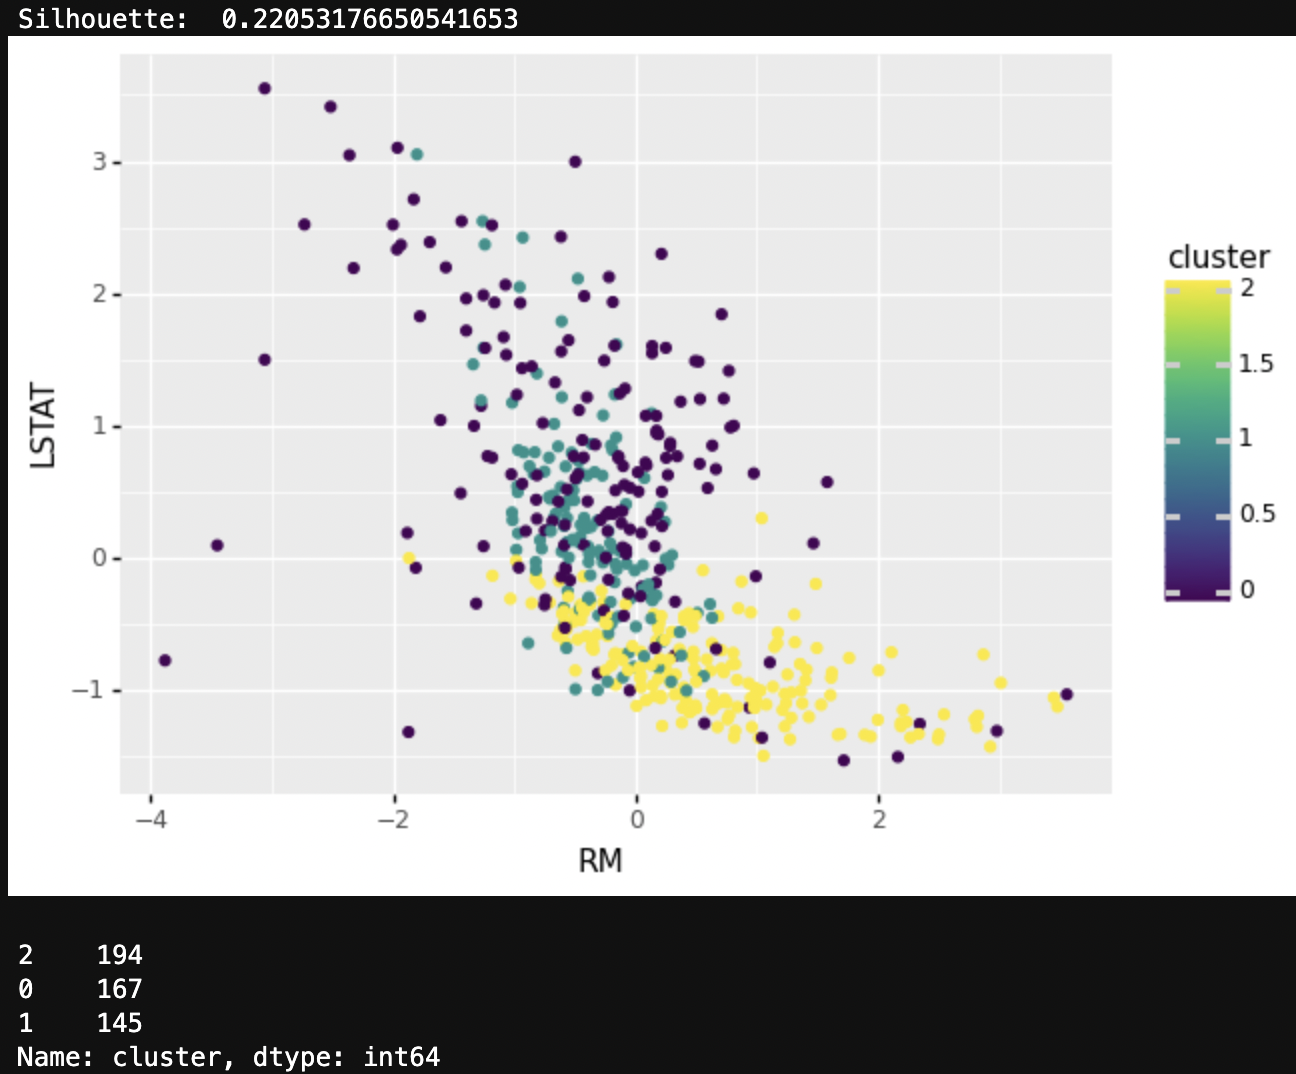 Silhouette:  0.22053176650541653
3
2
1
0
−1
LSTAT
−4 −2 0 2
RM
cluster
2
1.5
1
0.5
0
2    194
0    167
1    145
Name: cluster, dtype: int64